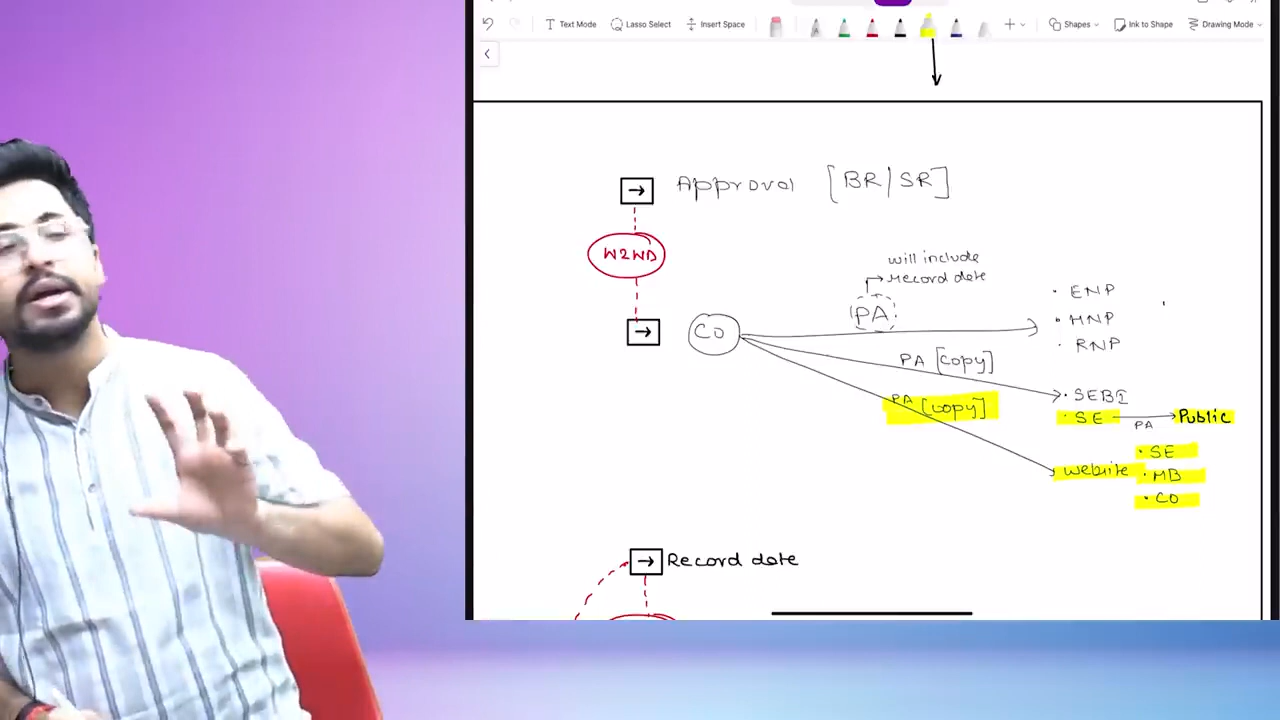 Text Mode Lasso Select Insert Space Shapes Ink to Shape Drawing Mode
→ Approval [BR/SR]
W2WD
will include
record date
PA
→ CO
• ENP
• HNP
• RNP
PA [copy]
• SEBI
PA [copy]
• SE PA Public
website • SE
• MB
• CO
→ Record date